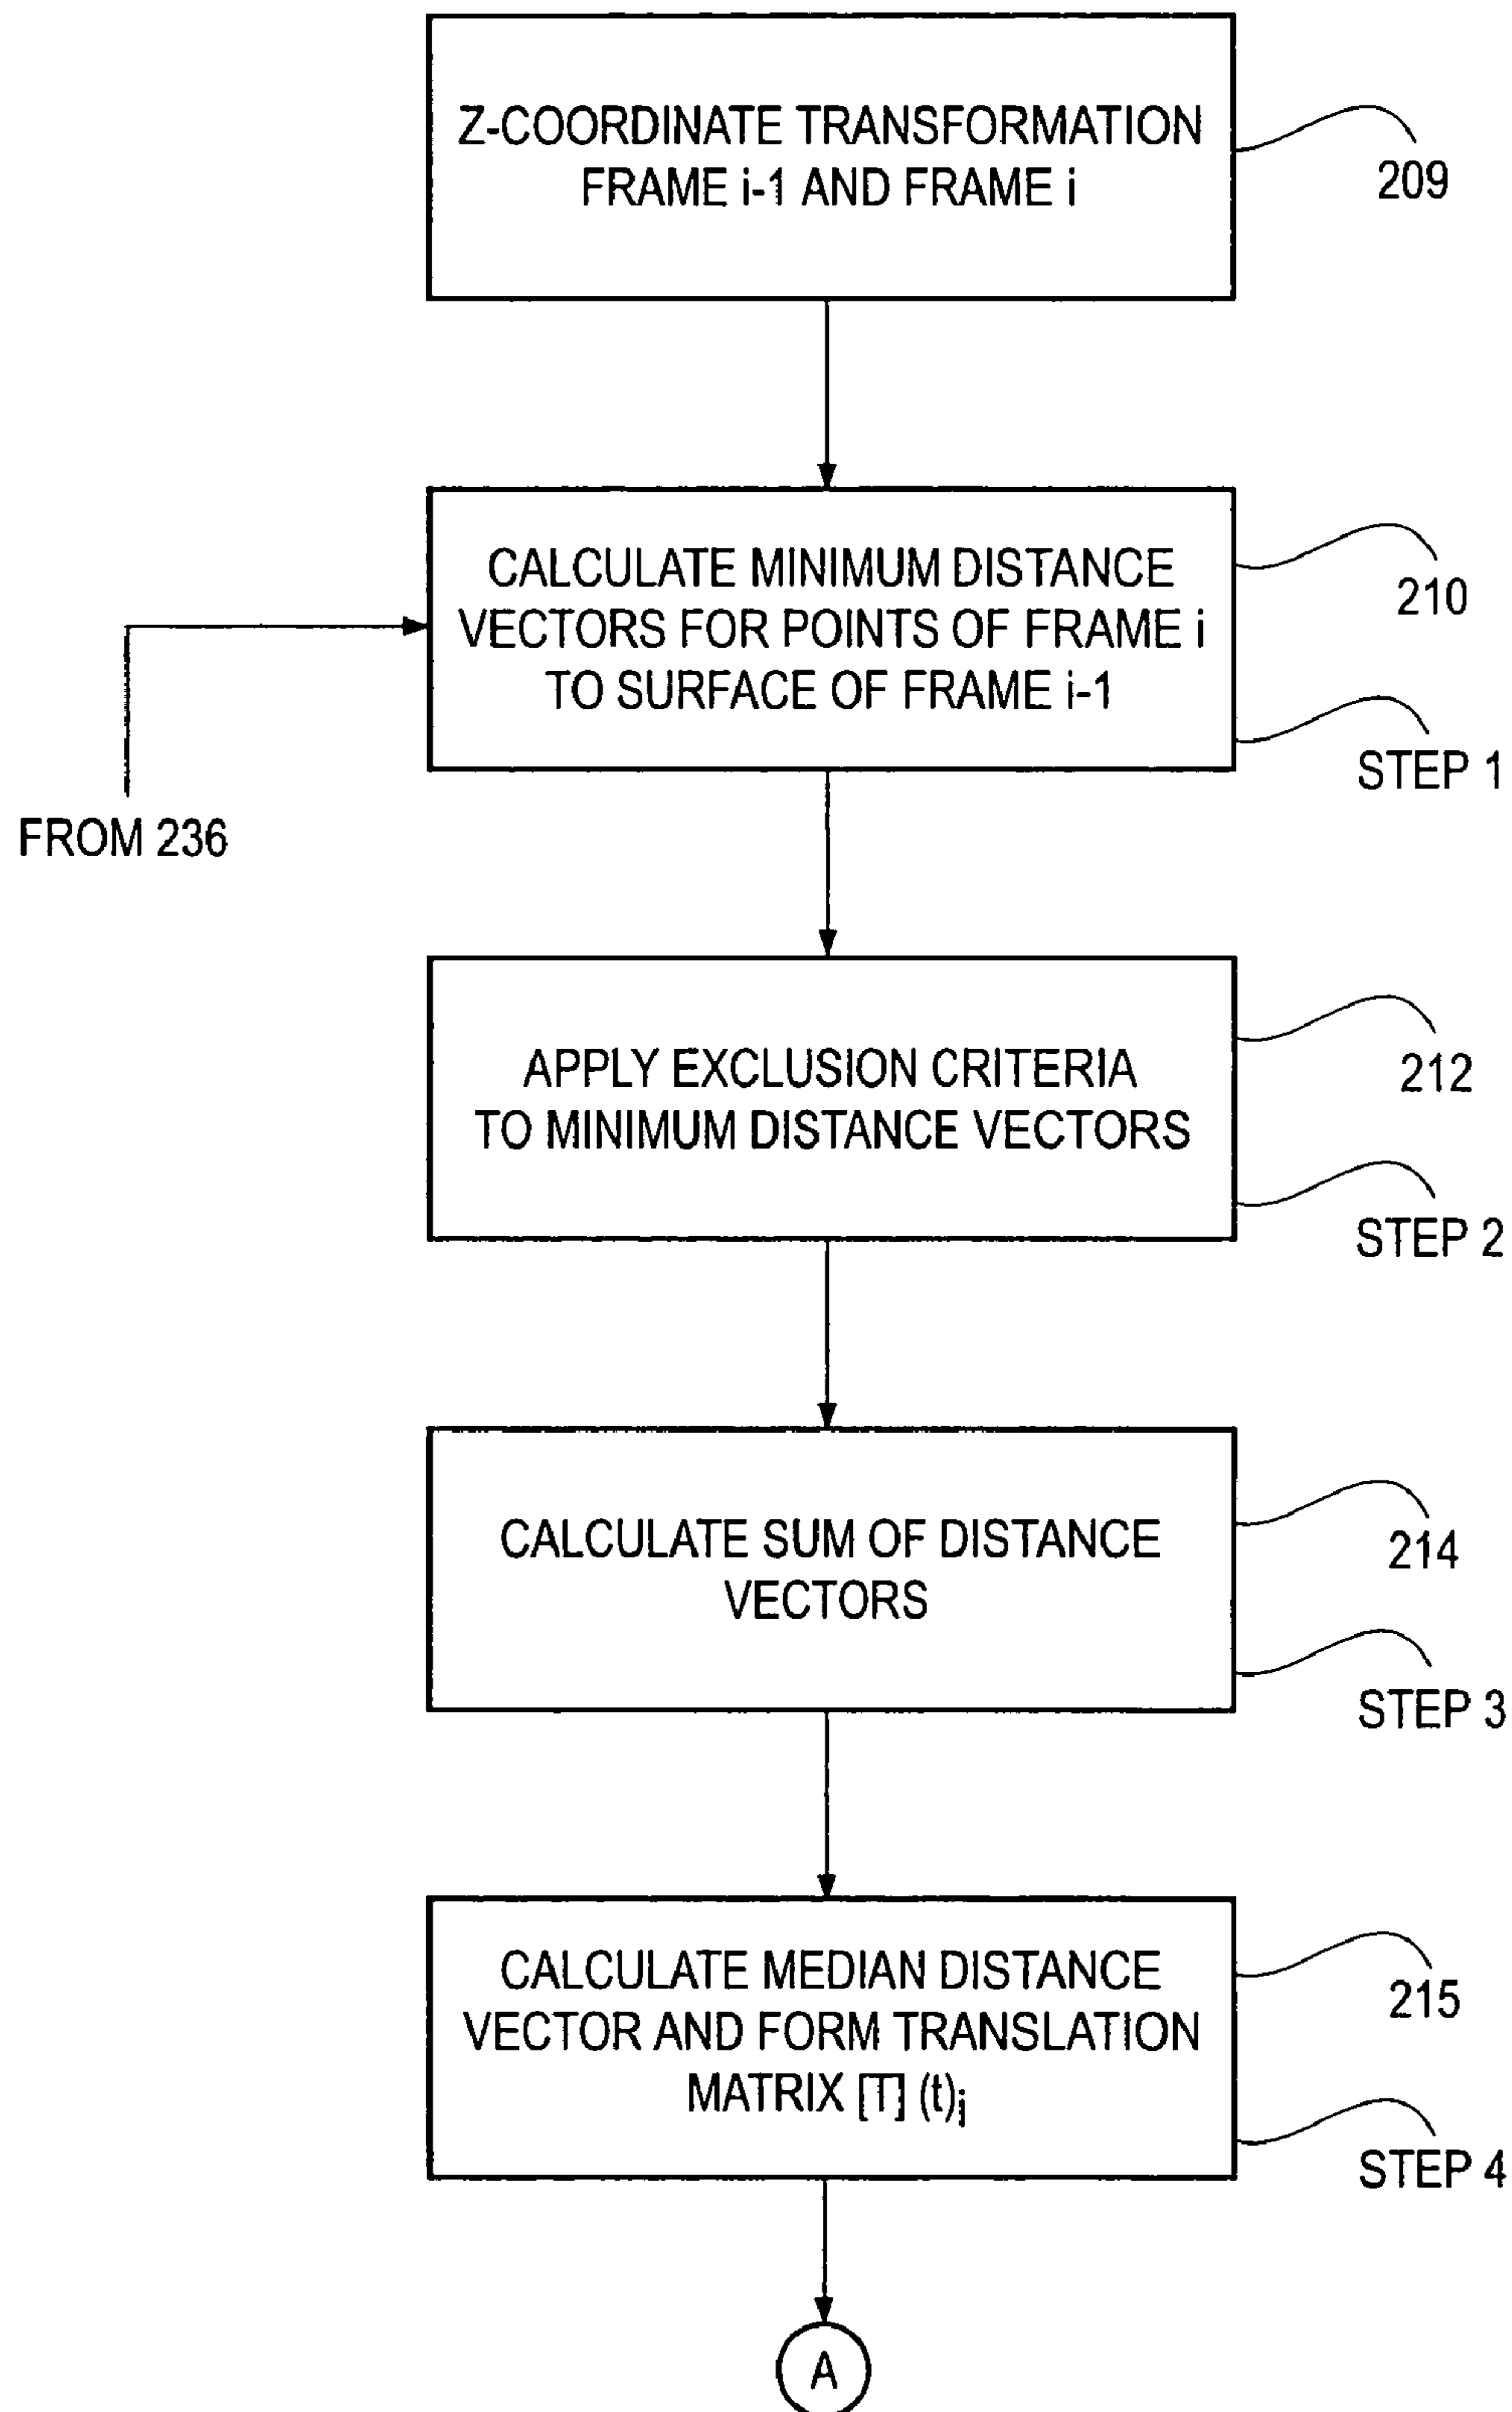 Z-COORDINATE TRANSFORMATION
FRAME i-1 AND FRAME i
209
CALCULATE MINIMUM DISTANCE
VECTORS FOR POINTS OF FRAME i
TO SURFACE OF FRAME i-1
210
STEP 1
FROM 236
APPLY EXCLUSION CRITERIA
TO MINIMUM DISTANCE VECTORS
212
STEP 2
CALCULATE SUM OF DISTANCE
VECTORS
214
STEP 3
CALCULATE MEDIAN DISTANCE
VECTOR AND FORM TRANSLATION
MATRIX [T] (t)i
215
STEP 4
A